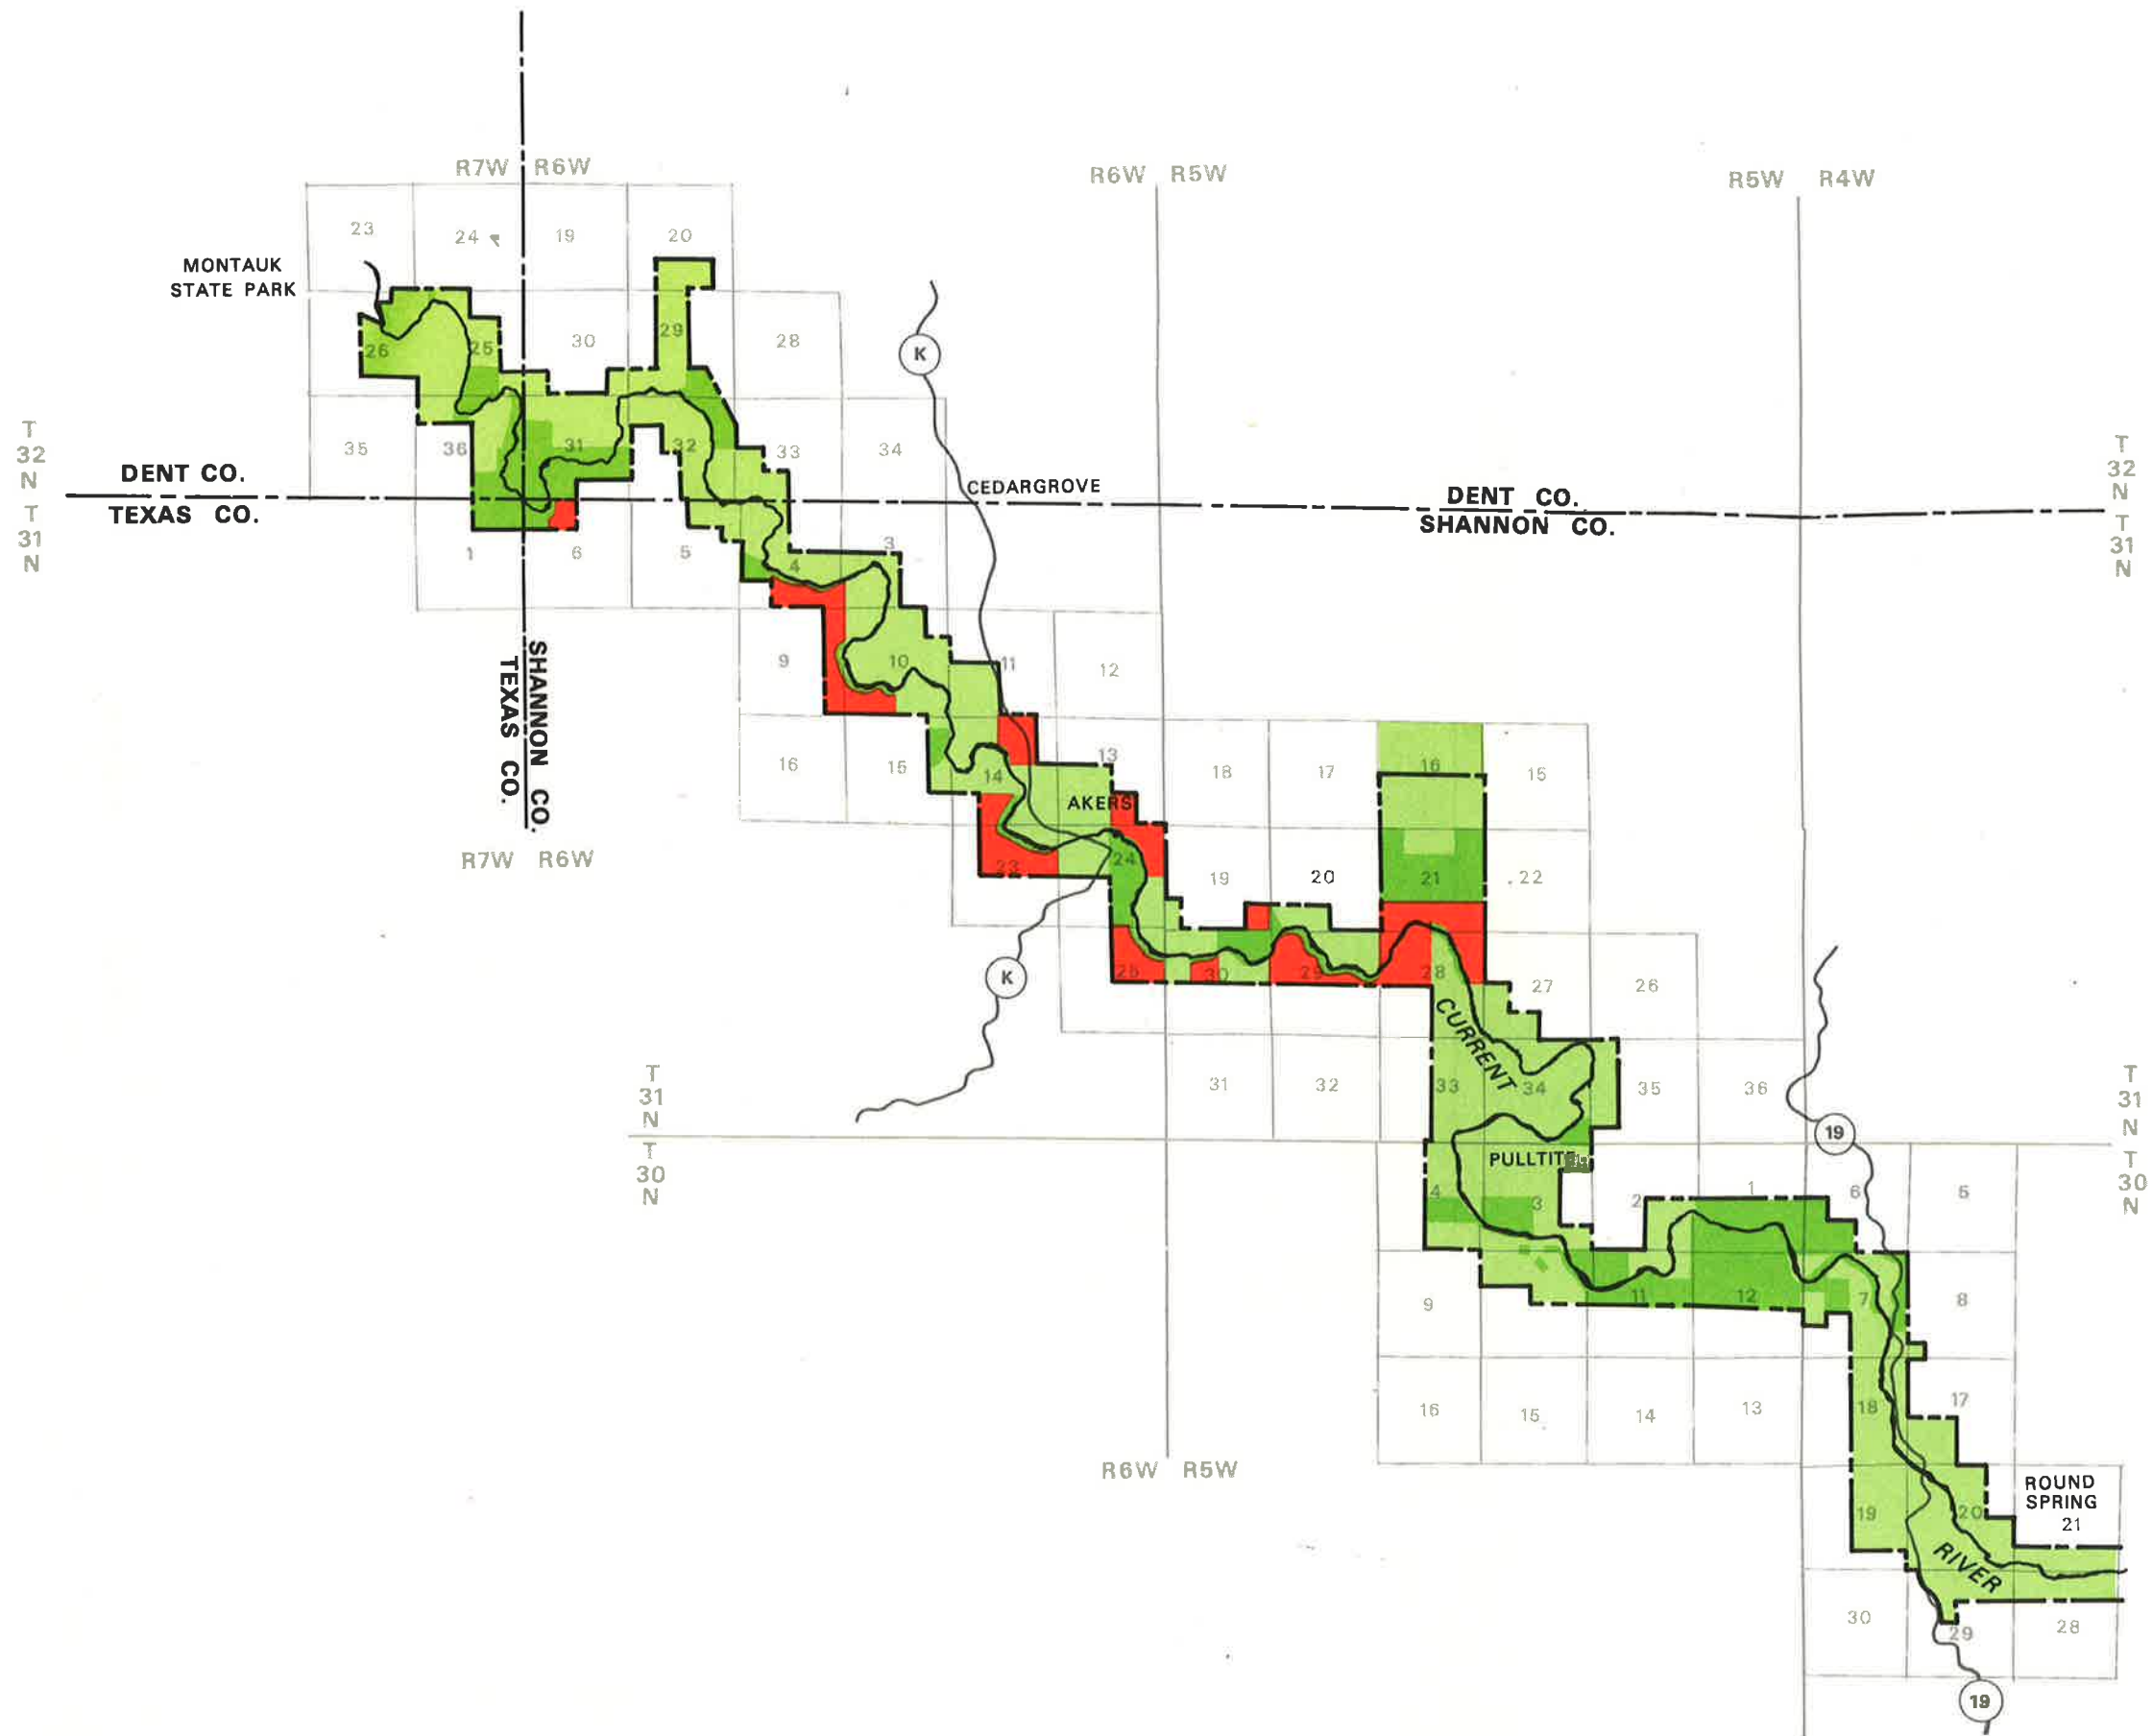 R7W R6W
R6W R5W
R5W R4W
23
24
19
20
MONTAUK
STATE PARK
26
25
30
29
28
K
35
36
31
32
33
34
T
32
N
T
32
N
DENT CO.
TEXAS CO.
CEDARGROVE
DENT CO.
SHANNON CO.
T
31
N
T
31
N
1
6
5
4
3
SHANNON CO.
TEXAS CO.
9
10
11
12
16
15
14
13
18
17
16
15
AKERS
R7W R6W
23
24
19
20
21
22
K
25
30
29
28
27
26
CURRENT
T
31
N
31
32
33
34
35
36
T
31
N
19
T
30
N
PULLTITE
T
30
N
4
3
2
1
6
5
9
11
12
7
8
16
15
14
13
18
17
R6W R5W
19
20
ROUND
SPRING
21
RIVER
30
29
28
19